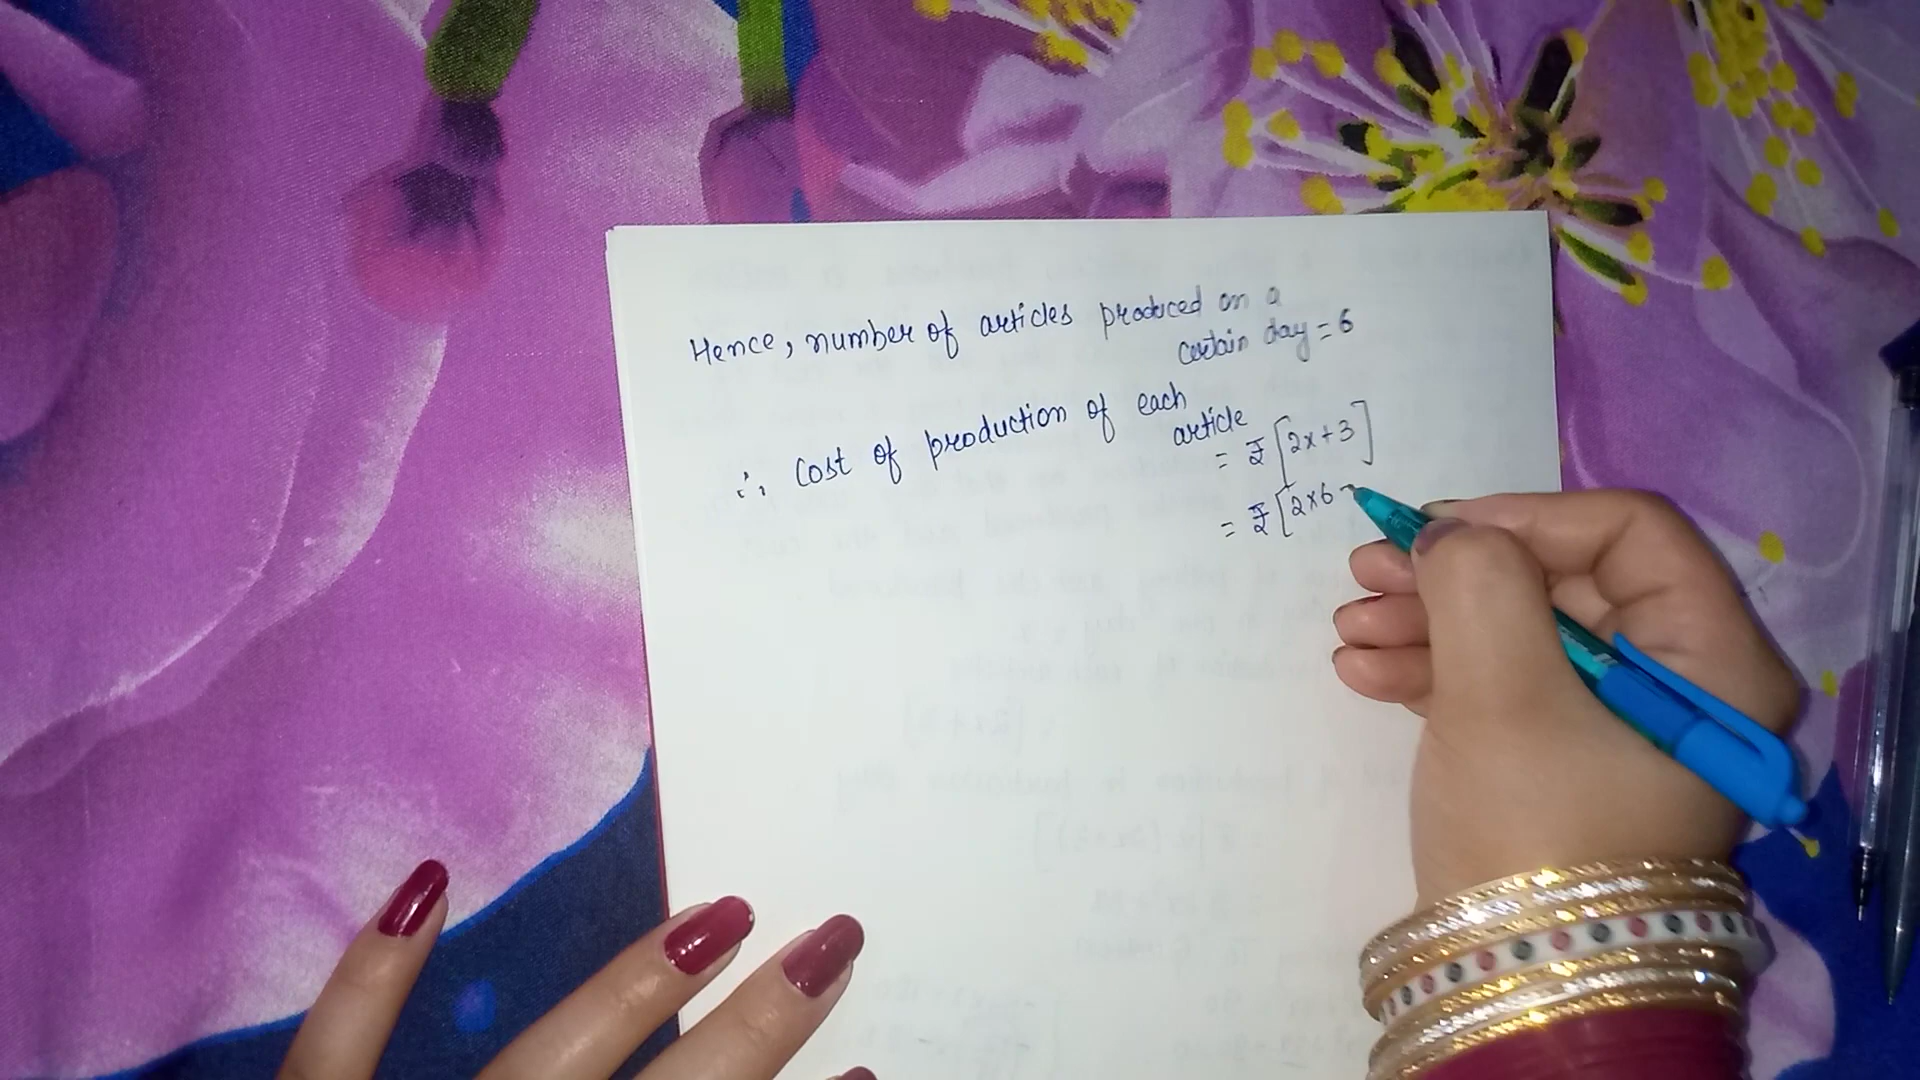 Hence, number of articles produced on a
certain day = 6
∴ Cost of production of each
article
= ₹ [2x+3]
= ₹ [2×6